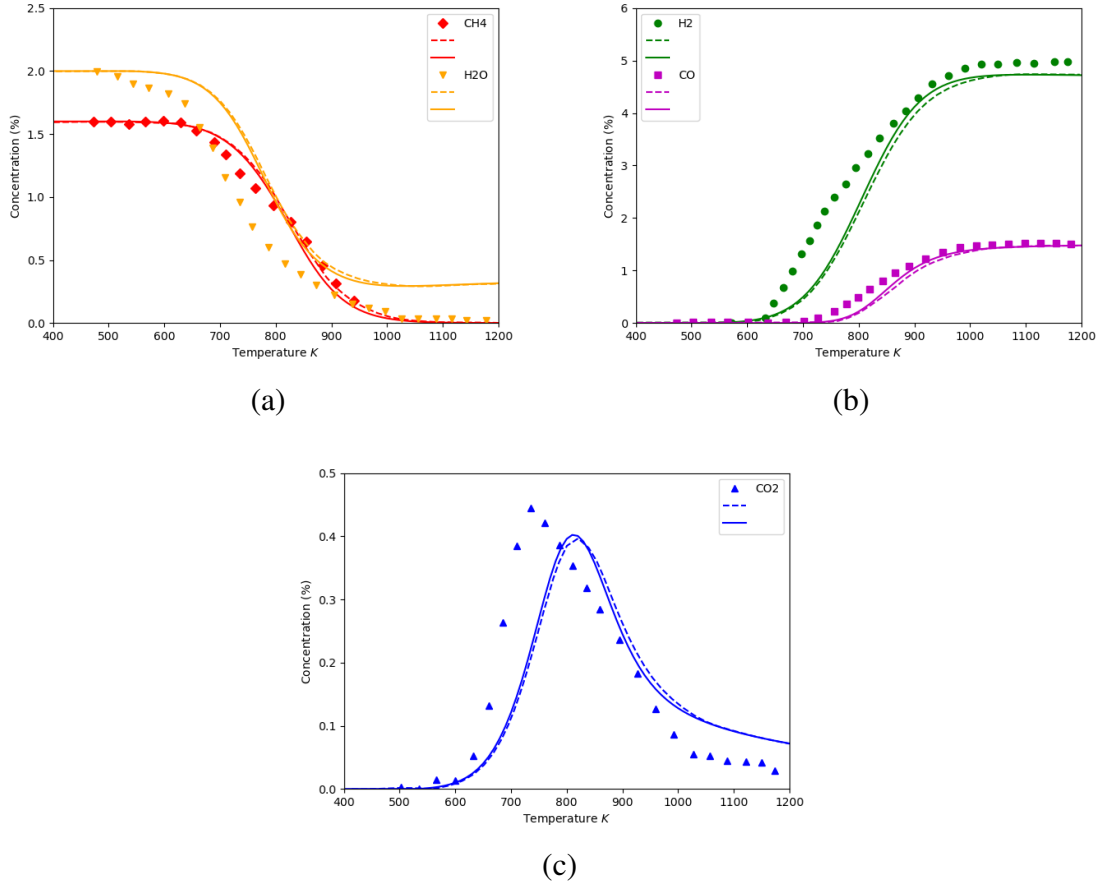 2.5
2.0
1.5
1.0
0.5
0.0
Concentration (%)
400 500 600 700 800 900 1000 1100 1200
Temperature K
CH4
H2O
(a)
6
5
4
3
2
1
0
Concentration (%)
400 500 600 700 800 900 1000 1100 1200
Temperature K
H2
CO
(b)
0.5
0.4
0.3
0.2
0.1
0.0
Concentration (%)
400 500 600 700 800 900 1000 1100 1200
Temperature K
CO2
(c)